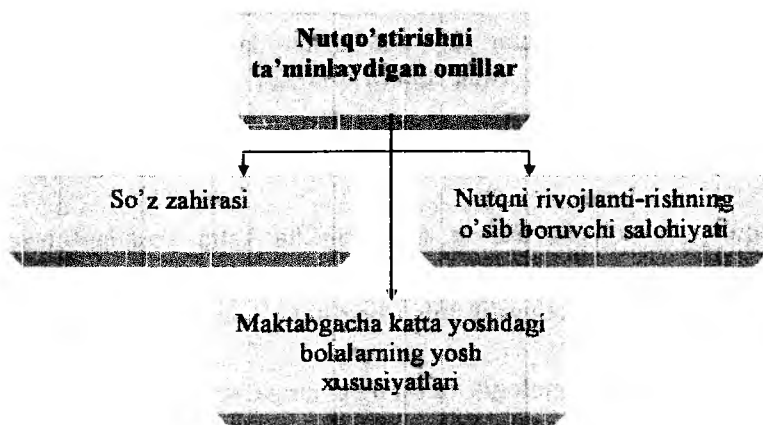 Nutqo'stirishni
ta'minlaydigan omillar
So'z zahirasi
Nutqni rivojlanti-rishning
o'sib boruvchi salohiyati
Maktabgacha katta yoshdagi
bolalarning yosh
xususiyatlari